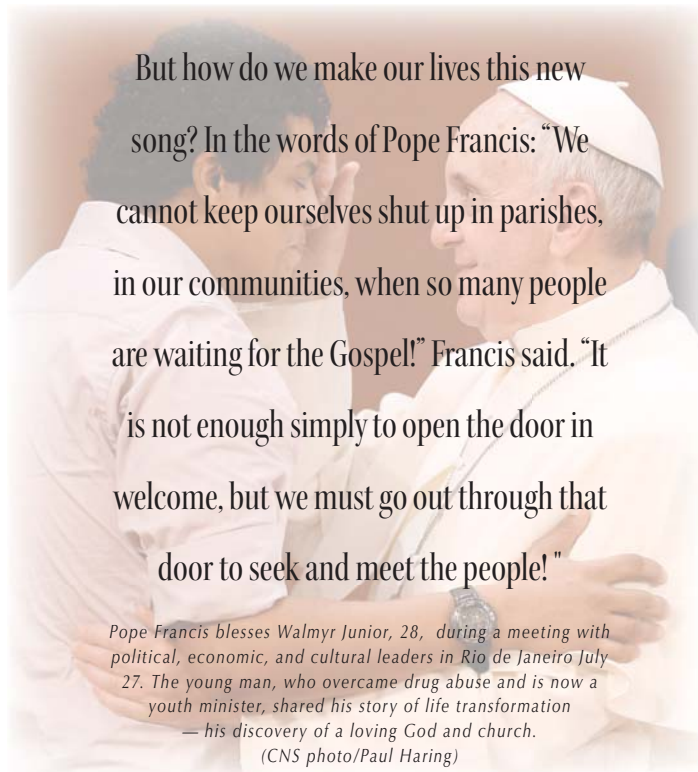 But how do we make our lives this new
song? In the words of Pope Francis: “We
cannot keep ourselves shut up in parishes,
in our communities, when so many people
are waiting for the Gospel!” Francis said. “It
is not enough simply to open the door in
welcome, but we must go out through that
door to seek and meet the people! "
Pope Francis blesses Walmyr Junior, 28, during a meeting with
political, economic, and cultural leaders in Rio de Janeiro July
27. The young man, who overcame drug abuse and is now a
youth minister, shared his story of life transformation
— his discovery of a loving God and church.
(CNS photo/Paul Haring)